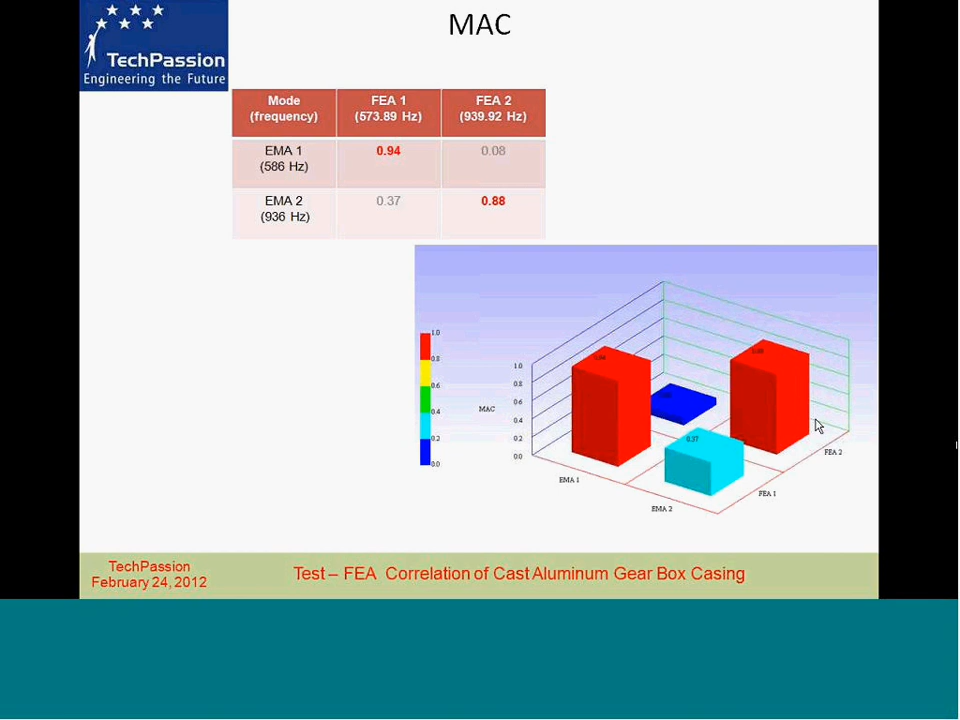 MAC
TechPassion
Engineering the Future
Mode
(frequency)
FEA 1
(573.89 Hz)
FEA 2
(939.92 Hz)
EMA 1
(586 Hz)
0.94
0.08
EMA 2
(936 Hz)
0.37
0.88
1.0
0.8
0.6
0.4
0.2
0.0
MAC
1.0
0.8
0.6
0.4
0.2
0.0
0.94
0.88
0.37
EMA 1
EMA 2
FEA 1
FEA 2
TechPassion
February 24, 2012
Test – FEA Correlation of Cast Aluminum Gear Box Casing